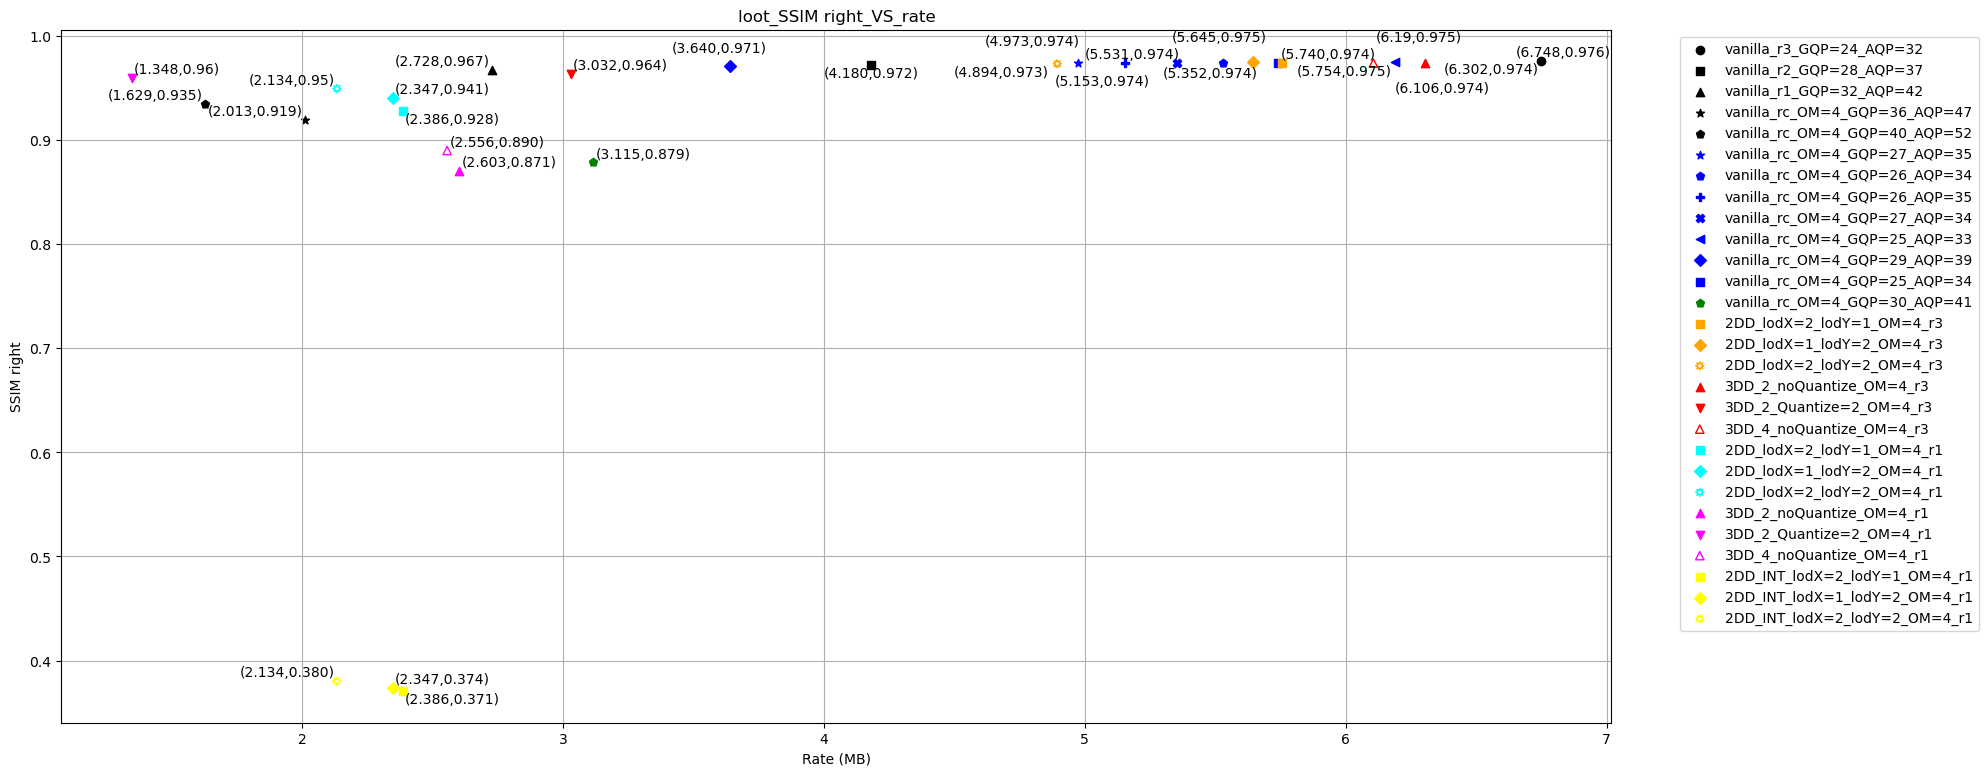 loot_SSIM right_VS_rate
SSIM right
1.0
0.9
0.8
0.7
0.6
0.5
0.4
(1.348,0.96)
(1.629,0.935)
(2.013,0.919)
(2.134,0.95)
(2.728,0.967)
(2.347,0.941)
(2.386,0.928)
(2.556,0.890)
(2.603,0.871)
(3.032,0.964)
(3.115,0.879)
(3.640,0.971)
(4.180,0.972)
(4.973,0.974)
(4.894,0.973)
(5.531,0.974)
(5.153,0.974)
(5.645,0.975)
(5.352,0.974)
(5.740,0.974)
(5.754,0.975)
(6.19,0.975)
(6.106,0.974)
(6.302,0.974)
(6.748,0.976)
(2.134,0.380)
(2.347,0.374)
(2.386,0.371)
2
3
4
5
6
7
Rate (MB)
vanilla_r3_GQP=24_AQP=32
vanilla_r2_GQP=28_AQP=37
vanilla_r1_GQP=32_AQP=42
vanilla_rc_OM=4_GQP=36_AQP=47
vanilla_rc_OM=4_GQP=40_AQP=52
vanilla_rc_OM=4_GQP=27_AQP=35
vanilla_rc_OM=4_GQP=26_AQP=34
vanilla_rc_OM=4_GQP=26_AQP=35
vanilla_rc_OM=4_GQP=27_AQP=34
vanilla_rc_OM=4_GQP=25_AQP=33
vanilla_rc_OM=4_GQP=29_AQP=39
vanilla_rc_OM=4_GQP=25_AQP=34
vanilla_rc_OM=4_GQP=30_AQP=41
2DD_lodX=2_lodY=1_OM=4_r3
2DD_lodX=1_lodY=2_OM=4_r3
2DD_lodX=2_lodY=2_OM=4_r3
3DD_2_noQuantize_OM=4_r3
3DD_2_Quantize=2_OM=4_r3
3DD_4_noQuantize_OM=4_r3
2DD_lodX=2_lodY=1_OM=4_r1
2DD_lodX=1_lodY=2_OM=4_r1
2DD_lodX=2_lodY=2_OM=4_r1
3DD_2_noQuantize_OM=4_r1
3DD_2_Quantize=2_OM=4_r1
3DD_4_noQuantize_OM=4_r1
2DD_INT_lodX=2_lodY=1_OM=4_r1
2DD_INT_lodX=1_lodY=2_OM=4_r1
2DD_INT_lodX=2_lodY=2_OM=4_r1